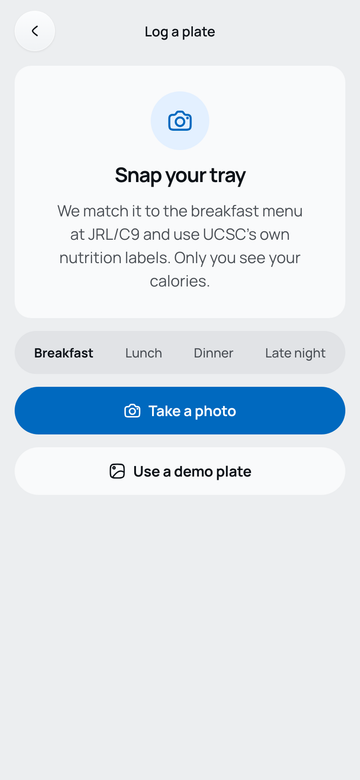 Log a plate
Snap your tray
We match it to the breakfast menu
at JRL/C9 and use UCSC's own
nutrition labels. Only you see your
calories.
Breakfast Lunch Dinner Late night
Take a photo
Use a demo plate